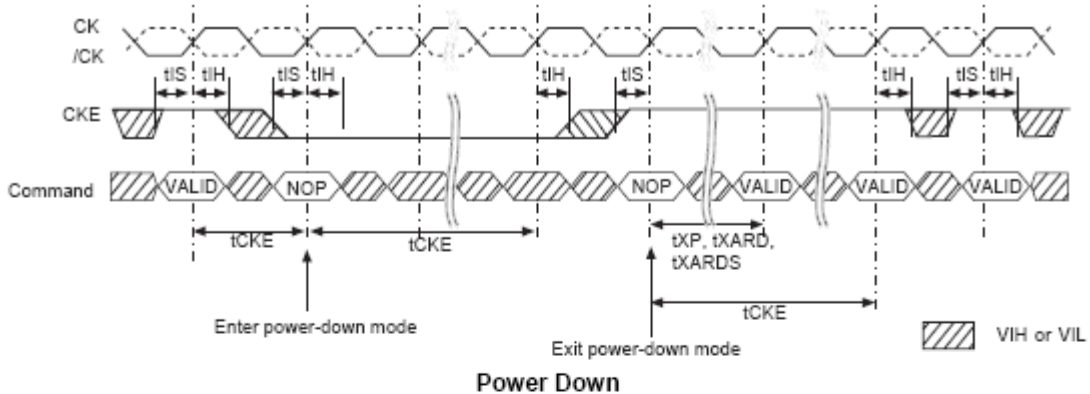 CK
/CK
tIS tIH tIS tIH tIH tIS tIH tIS tIH
CKE
Command VALID NOP NOP VALID VALID VALID
tCKE tCKE tXP, tXARD,
tXARDS
tCKE
Enter power-down mode
Exit power-down mode
VIH or VIL
Power Down